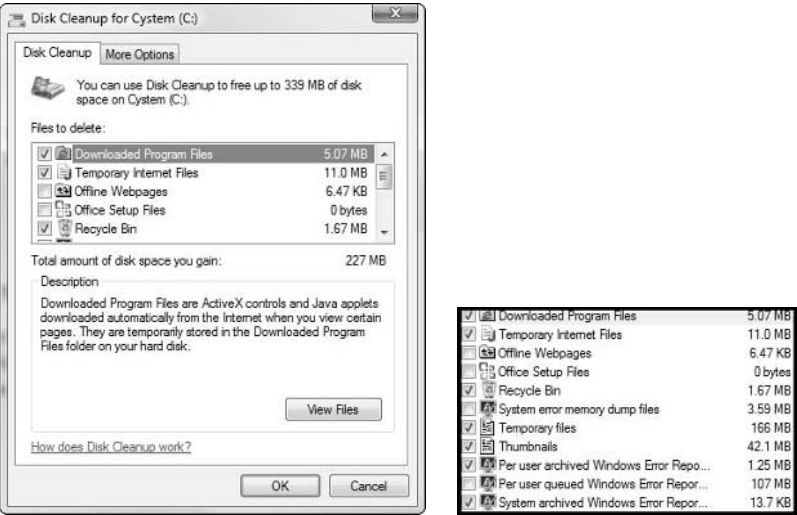 Disk Cleanup for Cystem (C:)
Disk Cleanup
More Options
You can use Disk Cleanup to free up to 339 MB of disk
space on Cystem (C:).
Files to delete:
Downloaded Program Files 5.07 MB
Temporary Internet Files 11.0 MB
Offline Webpages 6.47 KB
Office Setup Files 0 bytes
Recycle Bin 1.67 MB
Total amount of disk space you gain: 227 MB
Description
Downloaded Program Files are ActiveX controls and Java applets
downloaded automatically from the Internet when you view certain
pages. They are temporarily stored in the Downloaded Program
Files folder on your hard disk.
View Files
How does Disk Cleanup work?
OK
Cancel
Downloaded Program Files 5.07 MB
Temporary Internet Files 11.0 MB
Offline Webpages 6.47 KB
Office Setup Files 0 bytes
Recycle Bin 1.67 MB
System error memory dump files 3.59 MB
Temporary files 166 MB
Thumbnails 42.1 MB
Per user archived Windows Error Repo... 1.25 MB
Per user queued Windows Error Repor... 107 MB
System archived Windows Error Repor... 13.7 KB